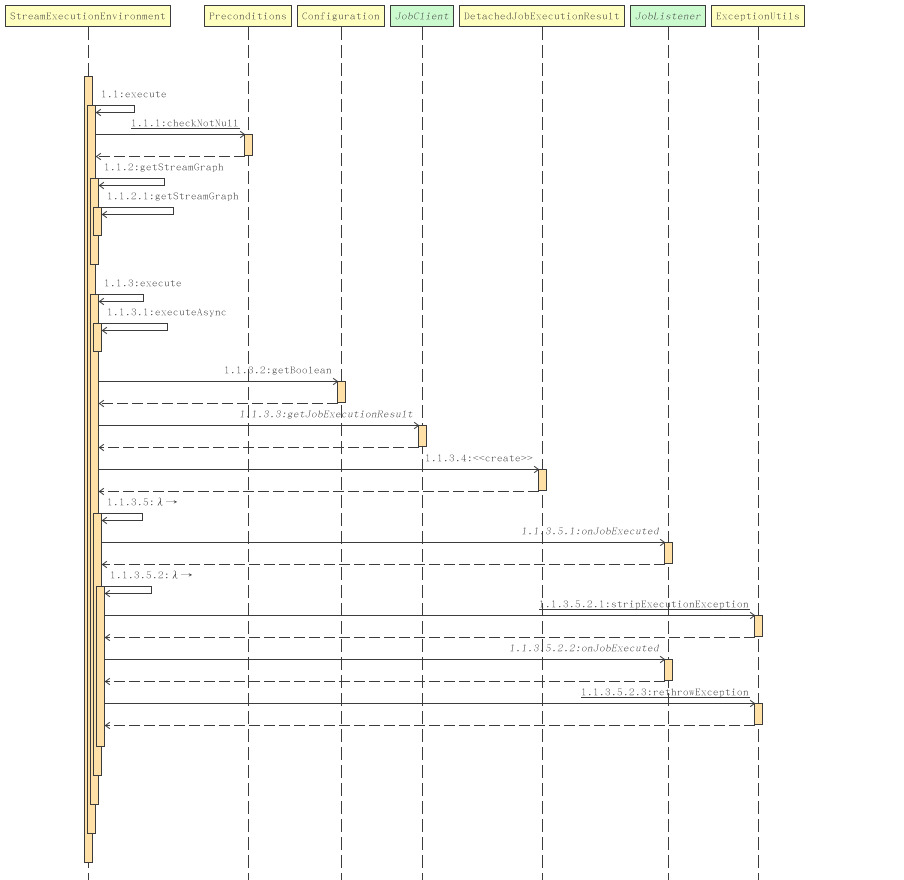 StreamExecutionEnvironment Preconditions Configuration JobClient DetachedJobExecutionResult JobListener ExceptionUtils
1.1:execute
1.1.1:checkNotNull
1.1.2:getStreamGraph
1.1.2.1:getStreamGraph
1.1.3:execute
1.1.3.1:executeAsync
1.1.3.2:getBoolean
1.1.3.3:getJobExecutionResult
1.1.3.4:<<create>>
1.1.3.5:λ→
1.1.3.5.1:onJobExecuted
1.1.3.5.2:λ→
1.1.3.5.2.1:stripExecutionException
1.1.3.5.2.2:onJobExecuted
1.1.3.5.2.3:rethrowException